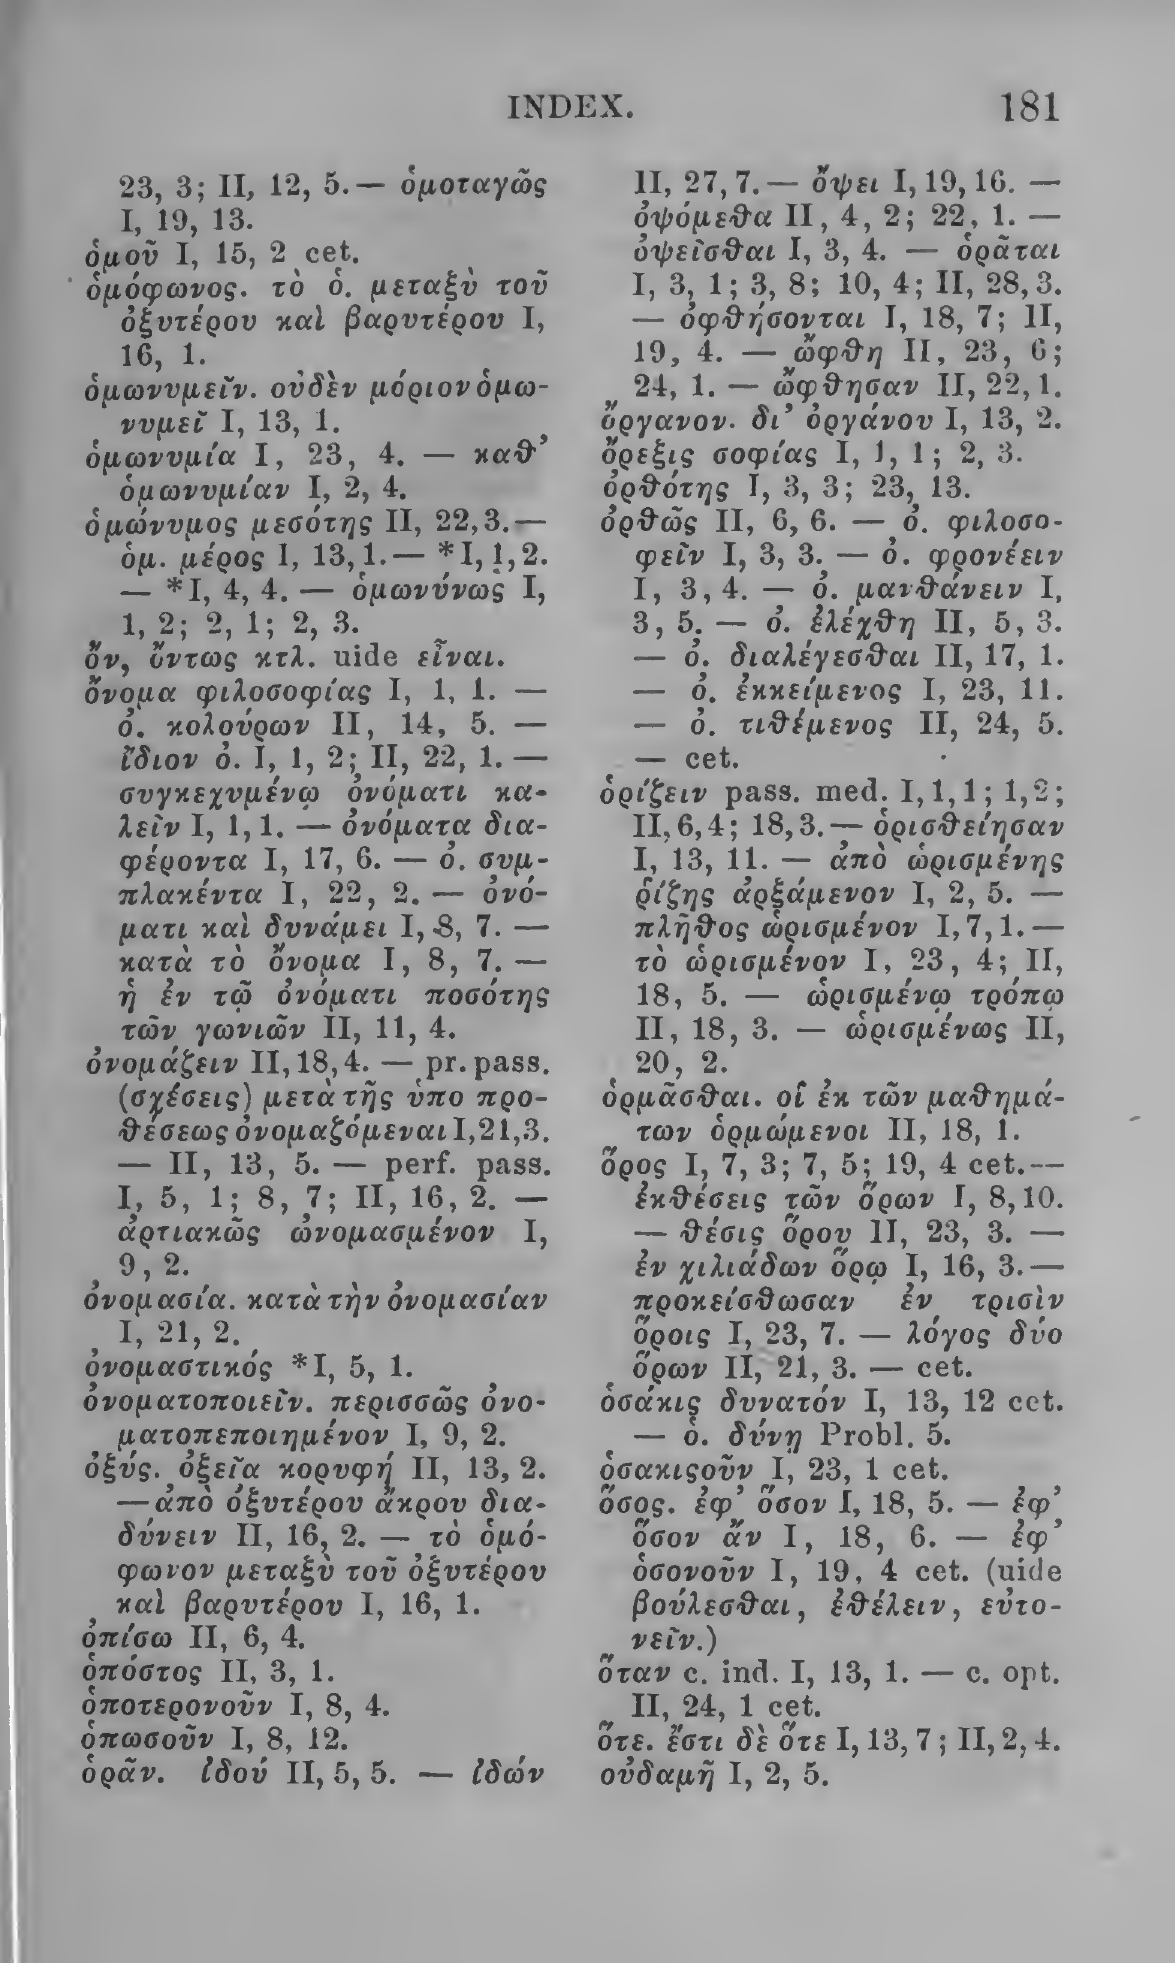 INDEX. 181
23, 3; II, 12, 5. — ὁμοταγῶς
I, 19, 13.
ὁμοῦ I, 15, 2 cet.
ὁμόφωνος. τὸ ὁ. μεταξὺ τοῦ
ὀξυτέρου καὶ βαρυτέρου I,
16, 1.
ὁμωνυμεῖν. οὐδὲν μόριον ὁμω-
νυμεῖ I, 13, 1.
ὁμωνυμία I, 23, 4. — καθ’
ὁμωνυμίαν I, 2, 4.
ὁμώνυμος μεσότης II, 22, 3. —
ὁμ. μέρος I, 13, 1. — *I, 1, 2.
— *I, 4, 4. — ὁμωνύνως I,
1, 2; 2, 1; 2, 3.
ὄν, ὄντως κτλ. uide εἶναι.
ὄνομα φιλοσοφίας I, 1, 1. —
ὀ. κολούρων II, 14, 5. —
ἴδιον ὀ. I, 1, 2; II, 22, 1. —
συγκεχυμένῳ ὀνόματι κα-
λεῖν I, 1, 1. — ὀνόματα δια-
φέροντα I, 17, 6. — ὀ. συμ-
πλακέντα I, 22, 2. — ὀνό-
ματι καὶ δυνάμει I, 8, 7. —
κατὰ τὸ ὄνομα I, 8, 7. —
ἡ ἐν τῷ ὀνόματι ποσότης
τῶν γωνιῶν II, 11, 4.
ὀνομάζειν II, 18, 4. — pr. pass.
(σχέσεις) μετὰ τῆς ὑπο προ-
θέσεως ὀνομαζόμεναι I, 21, 3.
— II, 13, 5. — perf. pass.
I, 5, 1; 8, 7; II, 16, 2. —
ἀρτιακῶς ὠνομασμένον I,
9, 2.
ὀνομασία. κατὰ τὴν ὀνομασίαν
I, 21, 2.
ὀνομαστικός *I, 5, 1.
ὀνοματοποιεῖν. περισσῶς ὀνο-
ματοπεποιημένον I, 9, 2.
ὀξύς. ὀξεῖα κορυφή II, 13, 2.
— ἀπὸ ὀξυτέρου ἄκρου δια-
δύνειν II, 16, 2. — τὸ ὁμό-
φωνον μεταξὺ τοῦ ὀξυτέρου
καὶ βαρυτέρου I, 16, 1.
ὀπίσω II, 6, 4.
ὁπόστος II, 3, 1.
ὁποτερονοῦν I, 8, 4.
ὁπωσοῦν I, 8, 12.
ὁρᾶν. ἰδού II, 5, 5. — ἰδών
II, 27, 7. — ὄψει I, 19, 16. —
ὀψόμεθα II, 4, 2; 22, 1. —
ὀψεῖσθαι I, 3, 4. — ὁρᾶται
I, 3, 1; 3, 8; 10, 4; II, 28, 3.
— ὀφθήσονται I, 18, 7; II,
19, 4. — ὤφθη II, 23, 6;
24, 1. — ὤφθησαν II, 22, 1.
ὄργανον. δι’ ὀργάνου I, 13, 2.
ὄρεξις σοφίας I, 1, 1; 2, 3.
ὀρθότης I, 3, 3; 23, 13.
ὀρθῶς II, 6, 6. — ὀ. φιλοσο-
φεῖν I, 3, 3. — ὀ. φρονέειν
I, 3, 4. — ὀ. μανθάνειν I,
3, 5. — ὀ. ἐλέχθη II, 5, 3.
— ὀ. διαλέγεσθαι II, 17, 1.
— ὀ. ἐκκείμενος I, 23, 11.
— ὀ. τιθέμενος II, 24, 5.
— cet.
ὁρίζειν pass. med. I, 1, 1; 1, 2;
II, 6, 4; 18, 3. — ὁρισθείησαν
I, 13, 11. — ἀπὸ ὡρισμένης
ῥίζης ἀρξάμενον I, 2, 5. —
πλῆθος ὡρισμένον I, 7, 1. —
τὸ ὡρισμένον I, 23, 4; II,
18, 5. — ὡρισμένῳ τρόπῳ
II, 18, 3. — ὡρισμένως II,
20, 2.
ὁρμᾶσθαι. οἵ ἐκ τῶν μαθημά-
των ὁρμώμενοι II, 18, 1.
ὅρος I, 7, 3; 7, 5; 19, 4 cet. —
ἐκθέσεις τῶν ὅρων I, 8, 10.
— θέσις ὅρου II, 23, 3. —
ἐν χιλιάδων ὅρῳ I, 16, 3. —
προκείσθωσαν ἐν τρισὶν
ὅροις I, 23, 7. — λόγος δύο
ὅρων II, 21, 3. — cet.
ὁσάκις δυνατόν I, 13, 12 cet.
— ὁ. δύνῃ Probl. 5.
ὁσακιςοῦν I, 23, 1 cet.
ὅσος. ἐφ’ ὅσον I, 18, 5. — ἐφ’
ὅσον ἄν I, 18, 6. — ἐφ’
ὁσονοῦν I, 19, 4 cet. (uide
βούλεσθαι, ἐθέλειν, εὐτο-
νεῖν.)
ὅταν c. ind. I, 13, 1. — c. opt.
II, 24, 1 cet.
ὅτε. ἔστι δὲ ὅτε I, 13, 7; II, 2, 4.
οὐδαμῆ I, 2, 5.